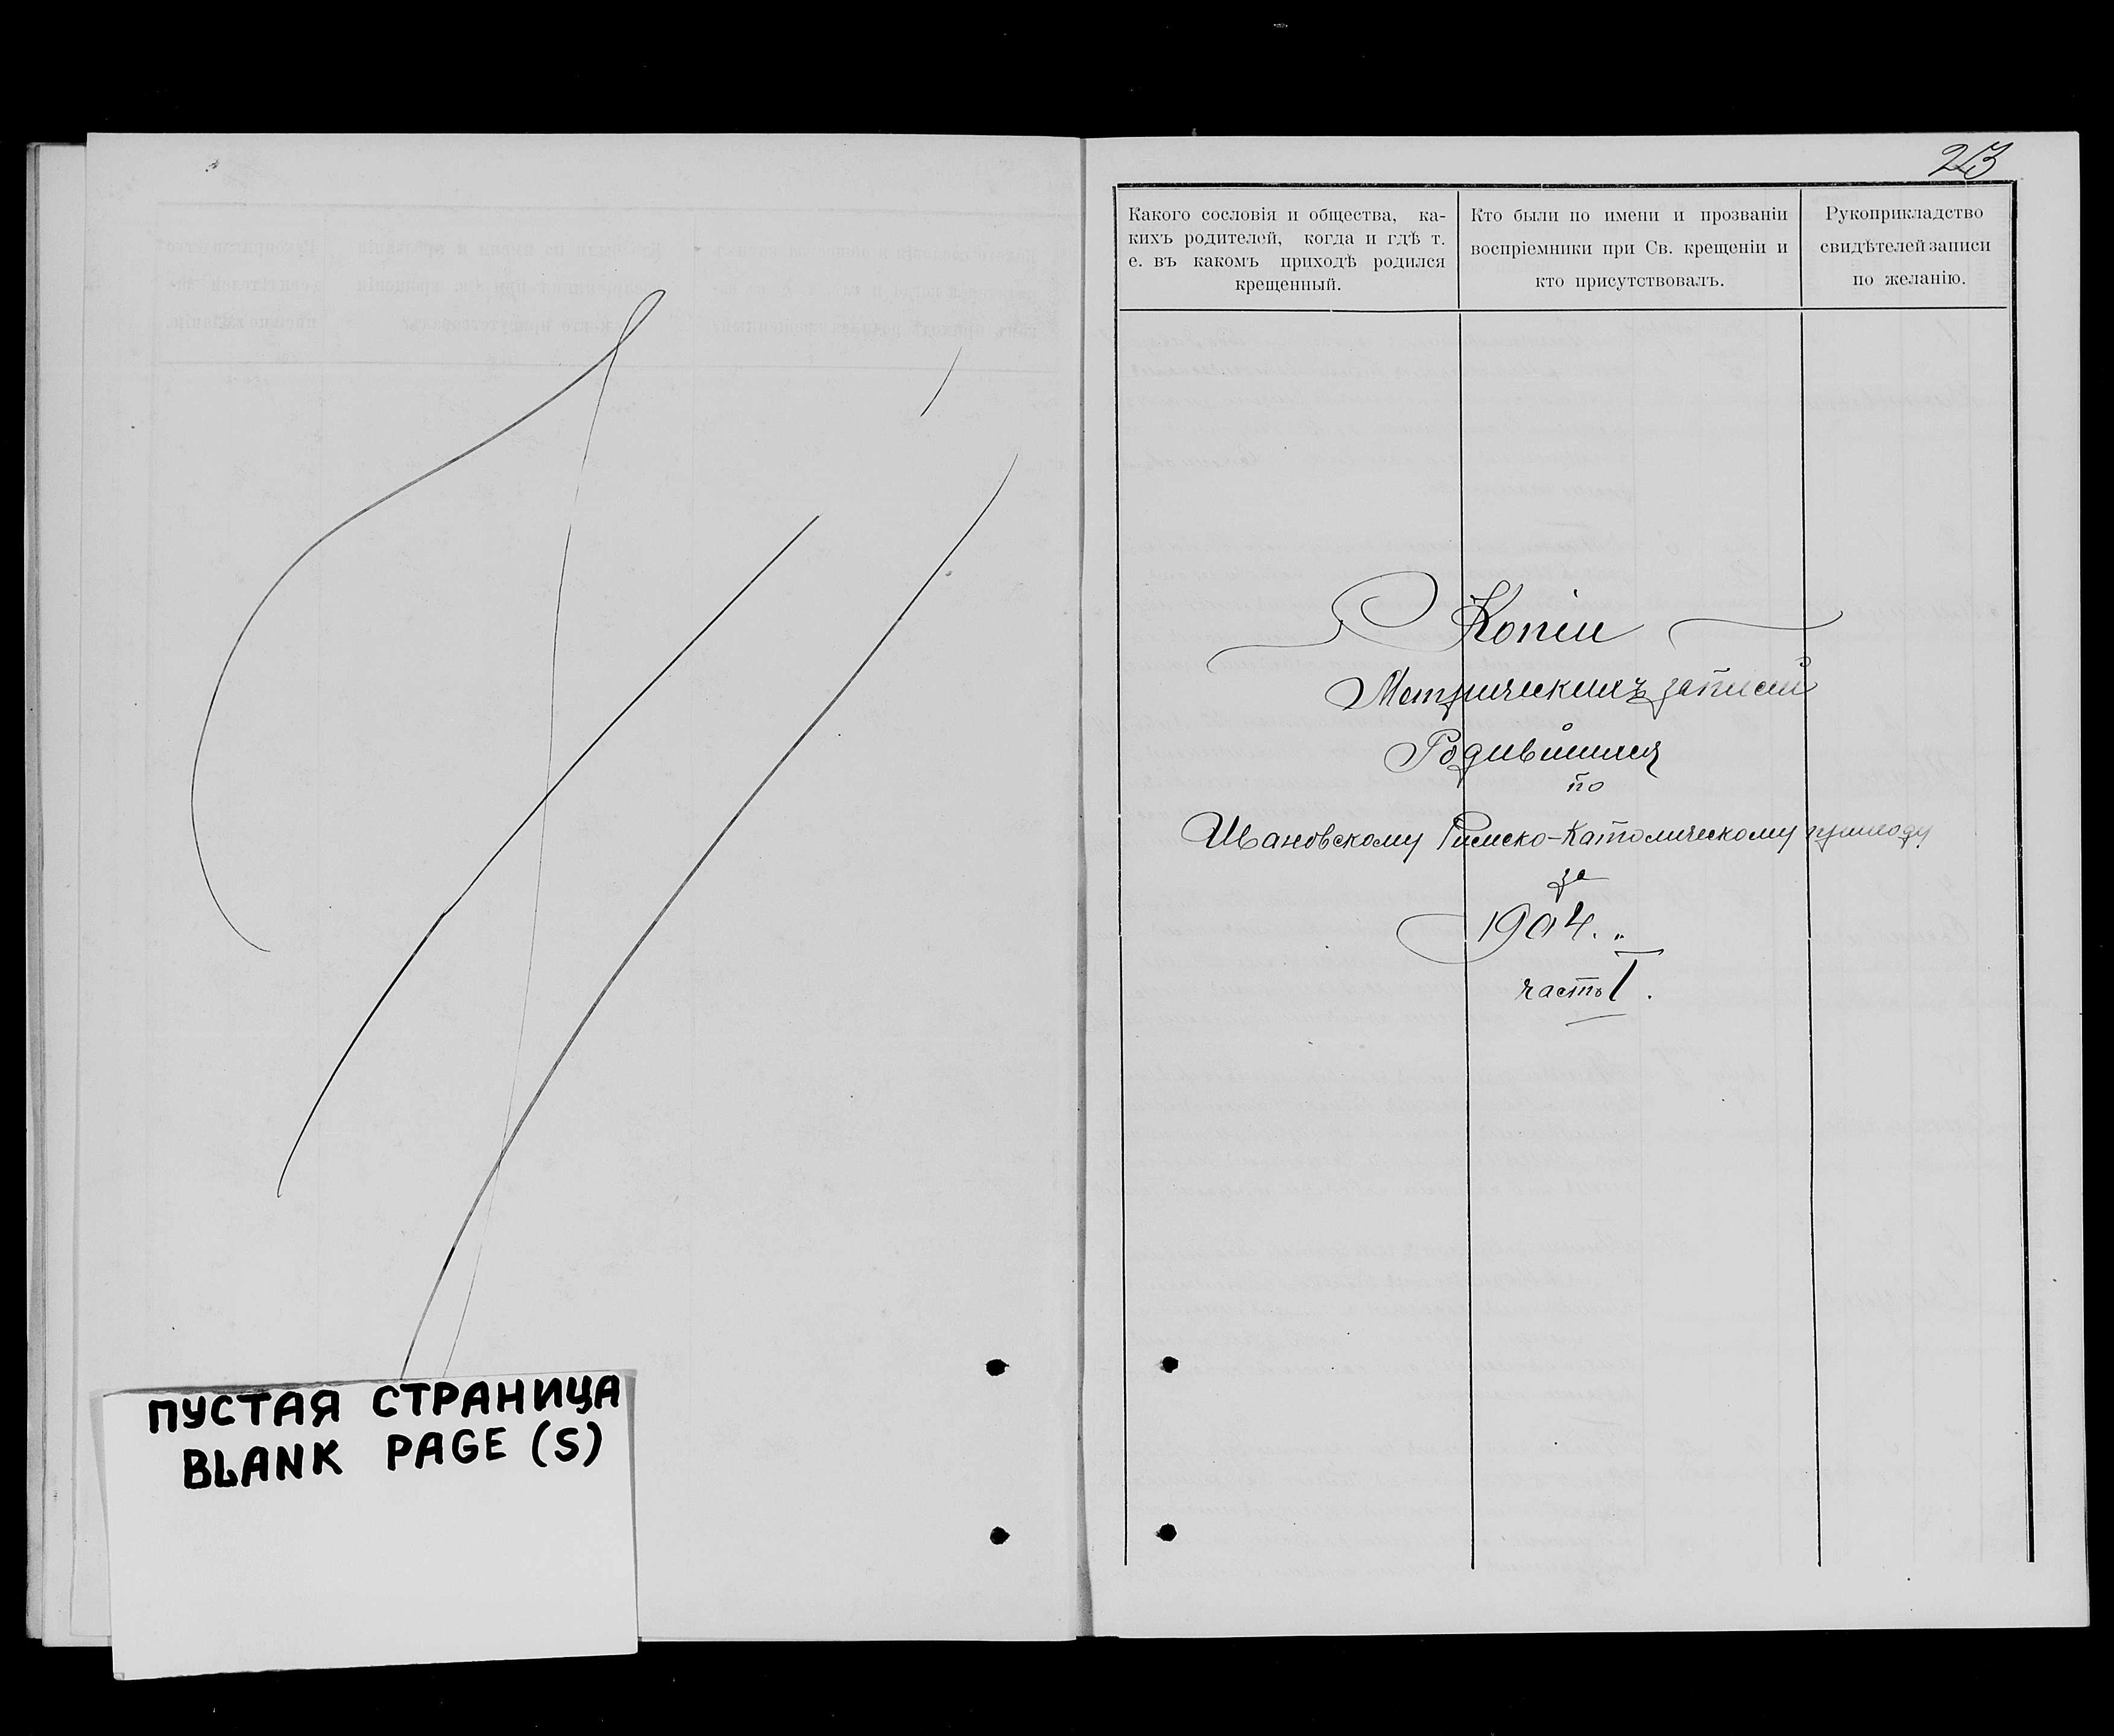 ПУСТАЯ СТРАНИЦА
BLANK PAGE (S)
213
Какого сословія и общества, ка-
кихъ родителей, когда и гдѣ т.
е. въ какомъ приходѣ родился
крещенный.
Кто были по имени и прозванію
воспріемники при Св. крещеніи и
кто присутствовалъ.
Рукоприкладство
свидѣтелей записи
по желанію.
Копіи
Метрическихъ записей
Родившихся
по
Ивановскому Римско-Католическому приходу
за
1904.
часть I.